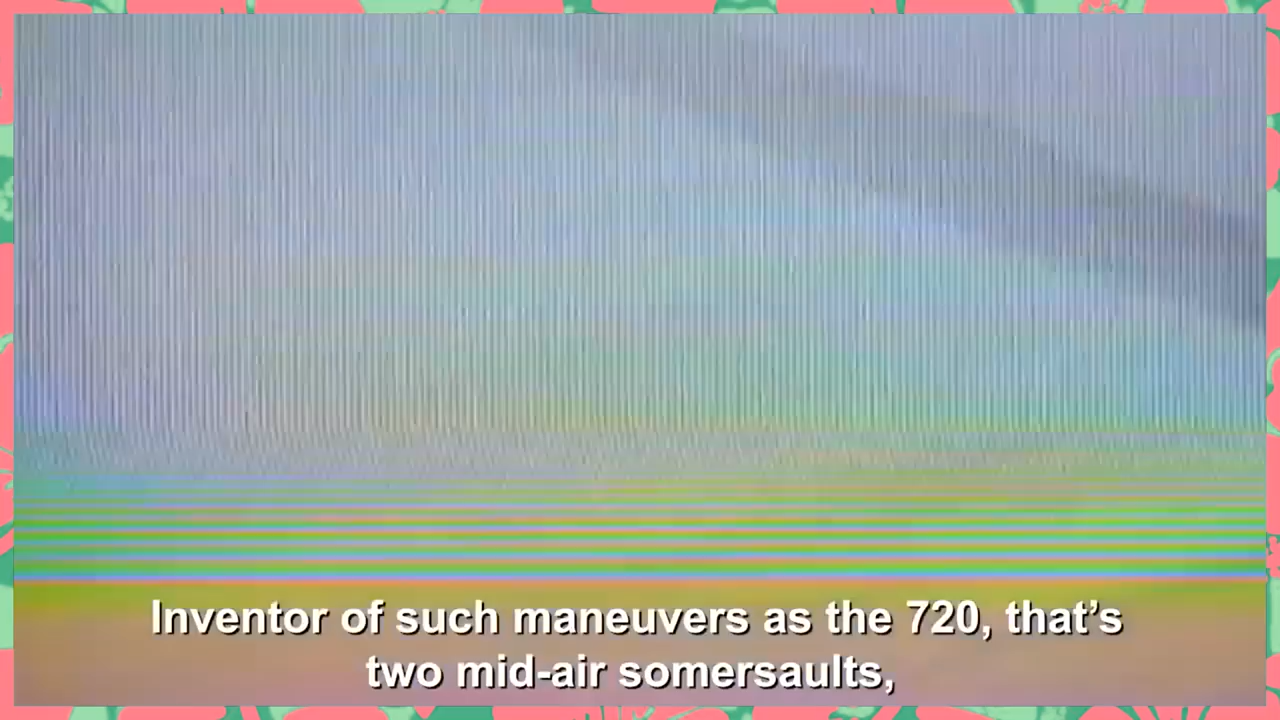 Inventor of such maneuvers as the 720, that’s
two mid-air somersaults,